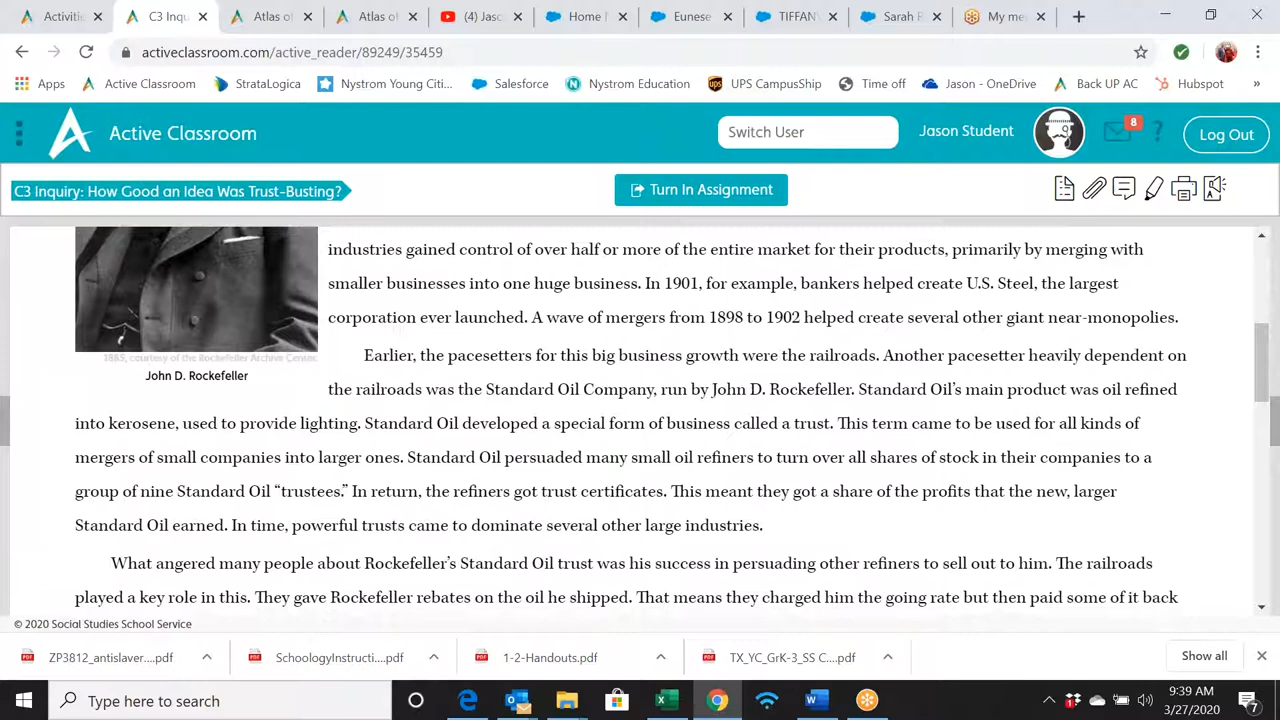 Activiti
C3 Inqu
Atlas of
Atlas of
(4) Jaso
Home
Eunese
TIFFAN
Sarah R
My me
activeclassroom.com/active_reader/89249/35459
Apps
Active Classroom
StrataLogica
Nystrom Young Citi...
Salesforce
Nystrom Education
UPS CampusShip
Time off
Jason - OneDrive
Back UP AC
Hubspot
»
Active Classroom
Switch User
Jason Student
8
?
Log Out
C3 Inquiry: How Good an Idea Was Trust-Busting?
Turn In Assignment
industries gained control of over half or more of the entire market for their products, primarily by merging with
smaller businesses into one huge business. In 1901, for example, bankers helped create U.S. Steel, the largest
corporation ever launched. A wave of mergers from 1898 to 1902 helped create several other giant near-monopolies.
1885, courtesy of the Rockefeller Archive Center.
John D. Rockefeller
Earlier, the pacesetters for this big business growth were the railroads. Another pacesetter heavily dependent on
the railroads was the Standard Oil Company, run by John D. Rockefeller. Standard Oil's main product was oil refined
into kerosene, used to provide lighting. Standard Oil developed a special form of business called a trust. This term came to be used for all kinds of
mergers of small companies into larger ones. Standard Oil persuaded many small oil refiners to turn over all shares of stock in their companies to a
group of nine Standard Oil “trustees.” In return, the refiners got trust certificates. This meant they got a share of the profits that the new, larger
Standard Oil earned. In time, powerful trusts came to dominate several other large industries.
What angered many people about Rockefeller's Standard Oil trust was his success in persuading other refiners to sell out to him. The railroads
played a key role in this. They gave Rockefeller rebates on the oil he shipped. That means they charged him the going rate but then paid some of it back
© 2020 Social Studies School Service
ZP3812_antislaver....pdf
SchoologyInstructi....pdf
1-2-Handouts.pdf
TX_YC_GrK-3_SS C....pdf
Show all
Type here to search
9:39 AM
3/27/2020
7